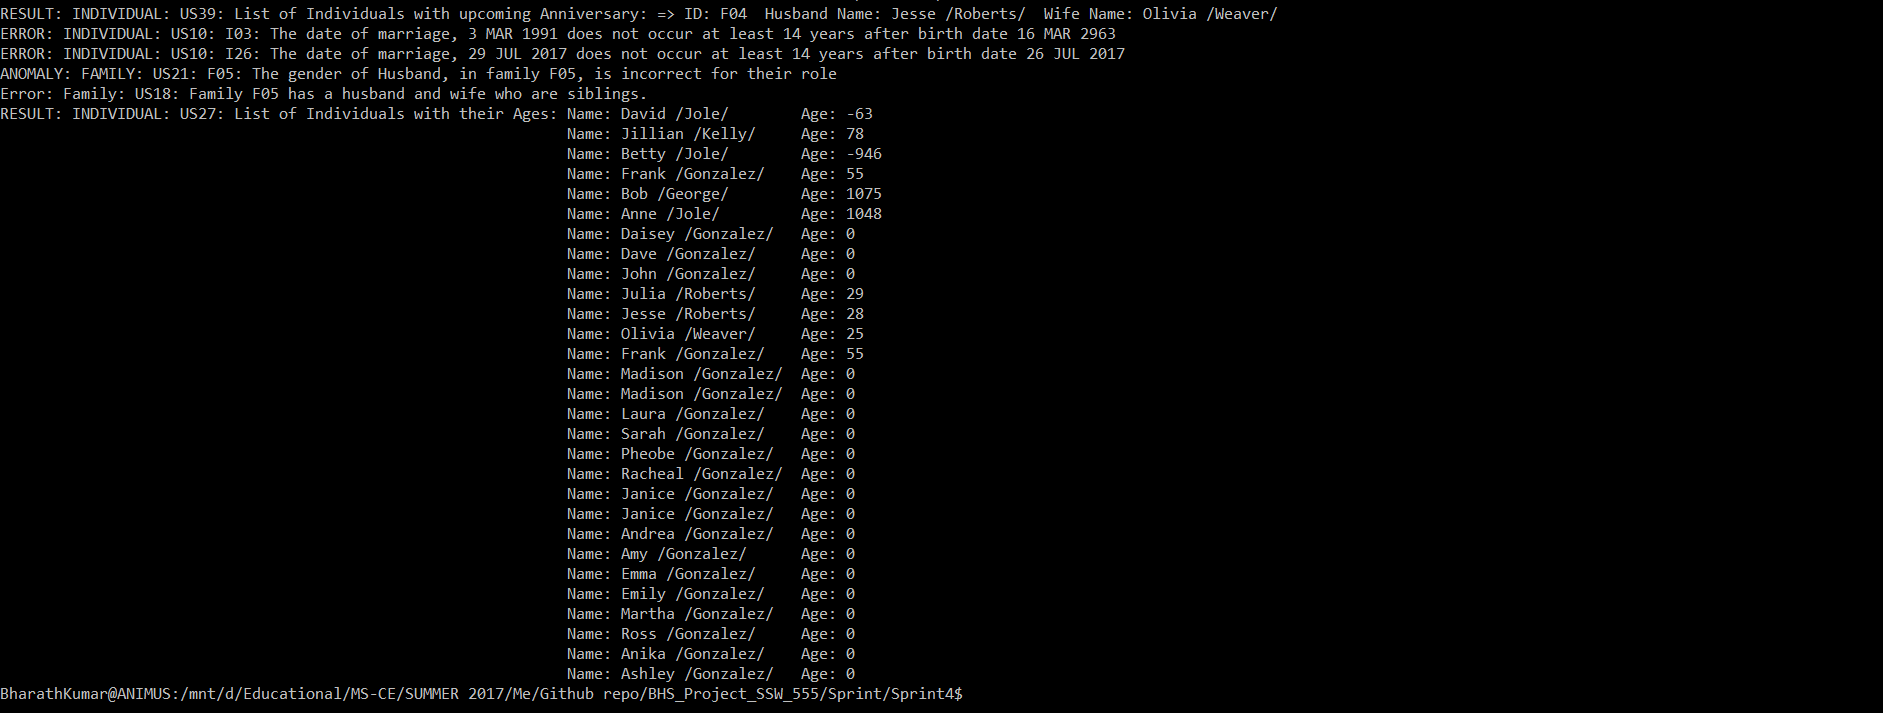 RESULT: INDIVIDUAL: US39: List of Individuals with upcoming Anniversary: => ID: F04  Husband Name: Jesse /Roberts/  Wife Name: Olivia /Weaver/
ERROR: INDIVIDUAL: US10: I03: The date of marriage, 3 MAR 1991 does not occur at least 14 years after birth date 16 MAR 2963
ERROR: INDIVIDUAL: US10: I26: The date of marriage, 29 JUL 2017 does not occur at least 14 years after birth date 26 JUL 2017
ANOMALY: FAMILY: US21: F05: The gender of Husband, in family F05, is incorrect for their role
Error: Family: US18: Family F05 has a husband and wife who are siblings.
RESULT: INDIVIDUAL: US27: List of Individuals with their Ages: Name: David /Jole/        Age: -63
Name: Jillian /Kelly/     Age: 78
Name: Betty /Jole/        Age: -946
Name: Frank /Gonzalez/    Age: 55
Name: Bob /George/        Age: 1075
Name: Anne /Jole/         Age: 1048
Name: Daisey /Gonzalez/   Age: 0
Name: Dave /Gonzalez/     Age: 0
Name: John /Gonzalez/     Age: 0
Name: Julia /Roberts/     Age: 29
Name: Jesse /Roberts/     Age: 28
Name: Olivia /Weaver/     Age: 25
Name: Frank /Gonzalez/    Age: 55
Name: Madison /Gonzalez/  Age: 0
Name: Madison /Gonzalez/  Age: 0
Name: Laura /Gonzalez/    Age: 0
Name: Sarah /Gonzalez/    Age: 0
Name: Pheobe /Gonzalez/   Age: 0
Name: Racheal /Gonzalez/  Age: 0
Name: Janice /Gonzalez/   Age: 0
Name: Janice /Gonzalez/   Age: 0
Name: Andrea /Gonzalez/   Age: 0
Name: Amy /Gonzalez/      Age: 0
Name: Emma /Gonzalez/     Age: 0
Name: Emily /Gonzalez/    Age: 0
Name: Martha /Gonzalez/   Age: 0
Name: Ross /Gonzalez/     Age: 0
Name: Anika /Gonzalez/    Age: 0
Name: Ashley /Gonzalez/   Age: 0
BharathKumar@ANIMUS:/mnt/d/Educational/MS-CE/SUMMER 2017/Me/Github repo/BHS_Project_SSW_555/Sprint/Sprint4$